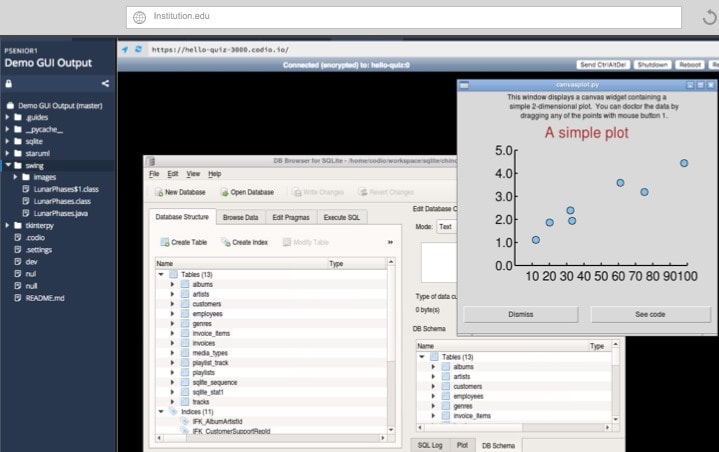 Institution.edu
PSENIOR1
Demo GUI Output
Demo GUI Output (master)
.guides
__pycache__
sqlite
staruml
swing
images
LunarPhases$1.class
LunarPhases.class
LunarPhases.java
tkinterpy
.codio
.settings
dev
nul
null
README.md
https://hello-quiz-3000.codio.io/
Connected (encrypted) to: hello-quiz:0
Send CtrlAltDel
Shutdown
Reboot
DB Browser for SQLite - /home/codio/workspace/sqlite/chino
File Edit View Help
New Database Open Database Write Changes Revert Changes
Database Structure Browse Data Edit Pragmas Execute SQL
Create Table Create Index Modify Table »
Name Type
Tables (13)
albums
artists
customers
employees
genres
invoice_items
invoices
media_types
playlist_track
playlists
sqlite_sequence
sqlite_stat1
tracks
Indices (11)
IFK_AlbumArtistId
IFK_CustomerSupportRepId
Edit Database C
Mode: Text
Type of data cu
0 byte(s)
DB Schema
Name Type
Tables (13)
albums
artists
customers
employees
genres
invoice_items
SQL Log Plot DB Schema
canvasplot.py
This window displays a canvas widget containing a
simple 2-dimensional plot. You can doctor the data by
dragging any of the points with mouse button 1.
A simple plot
5.0
4.0
3.0
2.0
1.0
0.0
10 20 30 40 50 60 70 80 90 100
Dismiss
See code